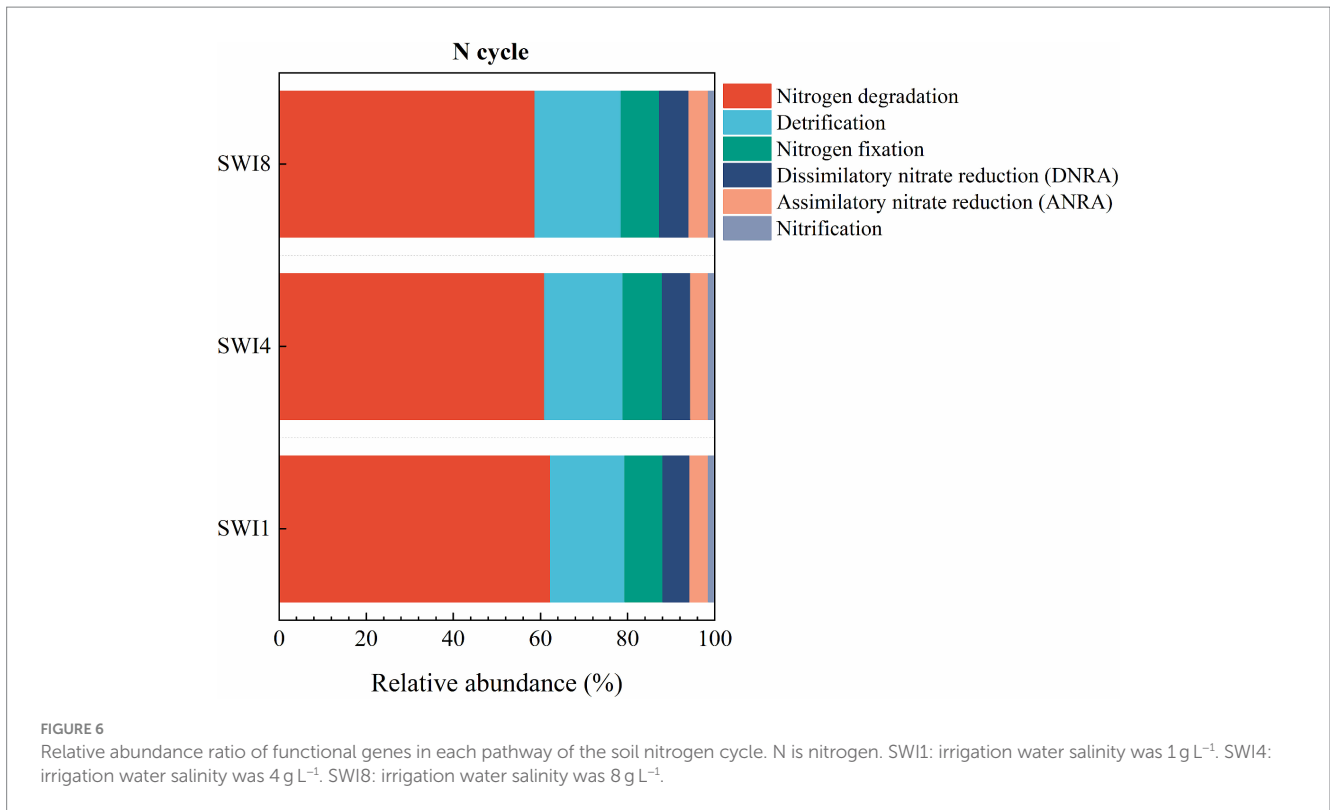 N cycle
SWI8
SWI4
SWI1
0 20 40 60 80 100
Relative abundance (%)
Nitrogen degradation
Detrification
Nitrogen fixation
Dissimilatory nitrate reduction (DNRA)
Assimilatory nitrate reduction (ANRA)
Nitrification
FIGURE 6
Relative abundance ratio of functional genes in each pathway of the soil nitrogen cycle. N is nitrogen. SWI1: irrigation water salinity was 1 g L⁻¹. SWI4:
irrigation water salinity was 4 g L⁻¹. SWI8: irrigation water salinity was 8 g L⁻¹.